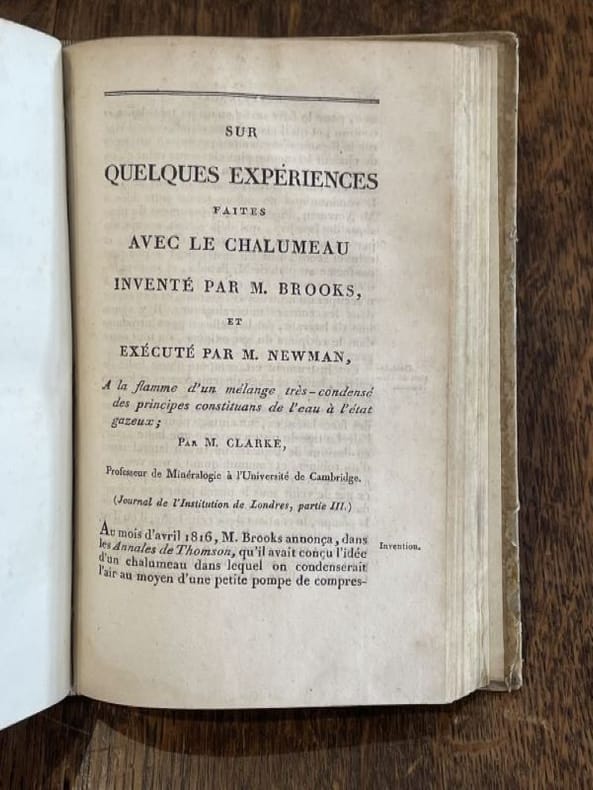 SUR
QUELQUES EXPÉRIENCES
FAITES
AVEC LE CHALUMEAU
INVENTÉ PAR M. BROOKS,
ET
EXÉCUTÉ PAR M. NEWMAN,
A la flamme d'un mélange très-condensé
des principes constituans de l'eau à l'état
gazeux;
PAR M. CLARKE,
Professeur de Minéralogie à l'Université de Cambridge.
(Journal de l'Institution de Londres, partie III.)
Au mois d'avril 1816, M. Brooks annonça, dans
les Annales de Thomson, qu'il avait conçu l'idée
d'un chalumeau dans lequel on condenserait
l'air au moyen d'une petite pompe de compres-
Invention.